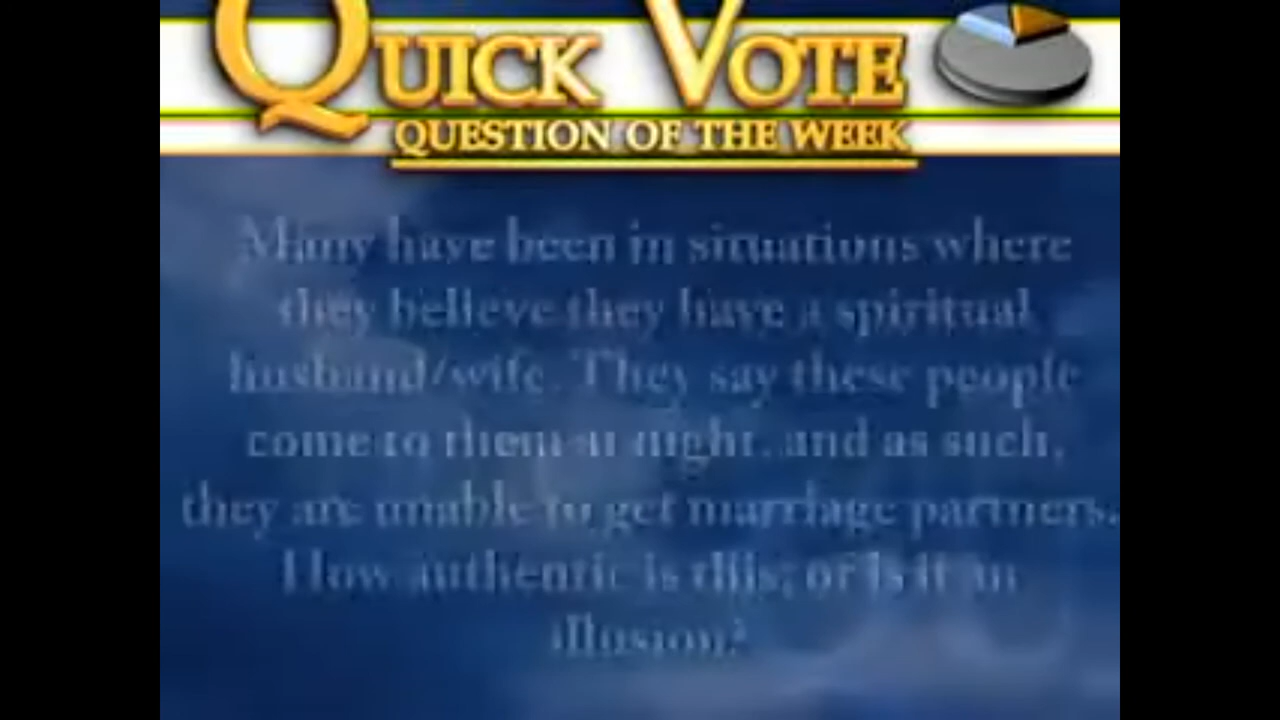 QUICK VOTE
QUESTION OF THE WEEK
Many have been in situations where
they believe they have a spiritual
husband/wife. They say these people
come to them at night, and as such,
they are unable to get marriage partners.
How authentic is this; or is it an
illusion?